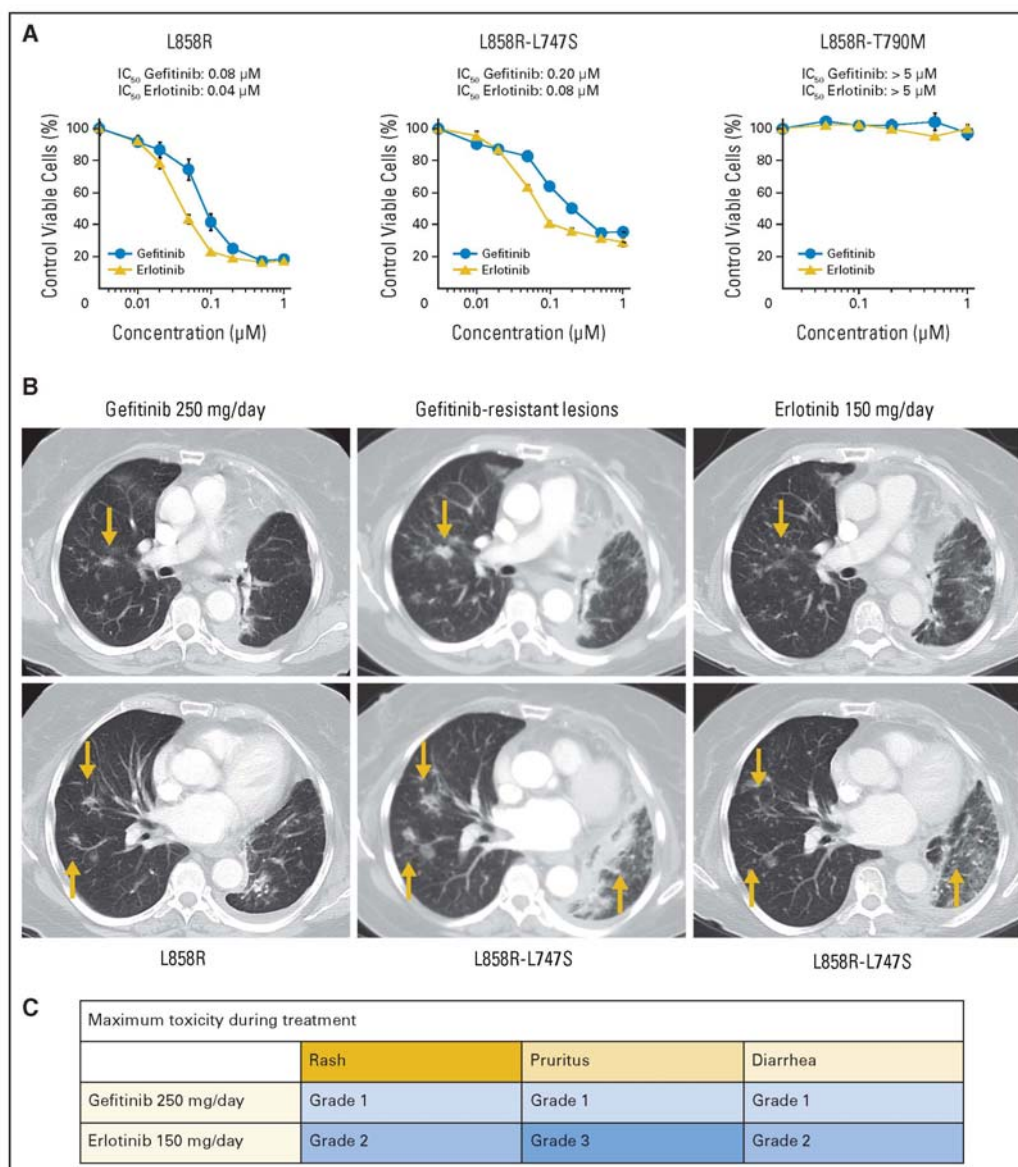 A
L858R
IC50 Gefitinib: 0.08 µM
IC50 Erlotinib: 0.04 µM
Control Viable Cells (%)
100
80
60
40
20
Gefitinib
Erlotinib
0 0.01 0.1 1
Concentration (µM)
L858R-L747S
IC50 Gefitinib: 0.20 µM
IC50 Erlotinib: 0.08 µM
Control Viable Cells (%)
100
80
60
40
20
Gefitinib
Erlotinib
0 0.01 0.1 1
Concentration (µM)
L858R-T790M
IC50 Gefitinib: > 5 µM
IC50 Erlotinib: > 5 µM
Control Viable Cells (%)
100
80
60
40
20
Gefitinib
Erlotinib
0 0.1 1
Concentration (µM)
B
Gefitinib 250 mg/day Gefitinib-resistant lesions Erlotinib 150 mg/day
L858R L858R-L747S L858R-L747S
C
Maximum toxicity during treatment
Rash Pruritus Diarrhea
Gefitinib 250 mg/day Grade 1 Grade 1 Grade 1
Erlotinib 150 mg/day Grade 2 Grade 3 Grade 2